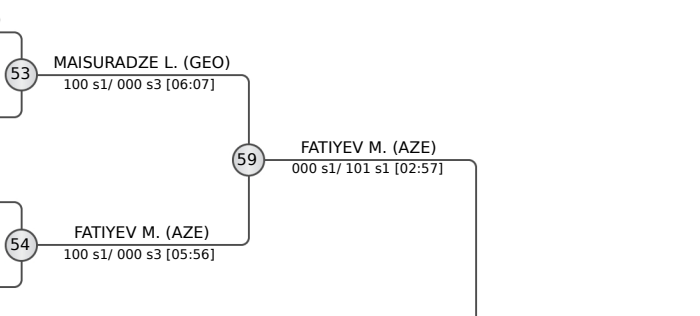 MAISURADZE L. (GEO)
53
100 s1/ 000 s3 [06:07]
FATIYEV M. (AZE)
59
000 s1/ 101 s1 [02:57]
FATIYEV M. (AZE)
54
100 s1/ 000 s3 [05:56]